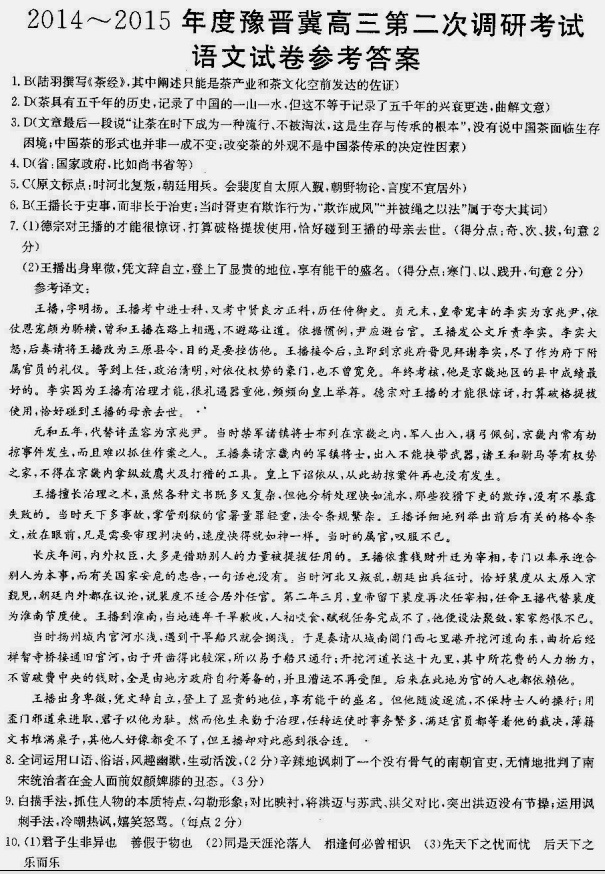 2014～2015年度豫晋冀高三第二次调研考试
语文试卷参考答案
1. B(陆羽撰写《茶经》,其中阐述只能是茶产业和茶文化空前发达的佐证)
2. D(茶具有五千年的历史,记录了中国的一山一水,但这不等于记录了五千年的兴衰更迭,曲解文意)
3. D(文章最后一段说“让茶在时下成为一种流行、不被淘汰,这是生存与传承的根本”,没有说中国茶面临生存
困境;中国茶的形式也并非一成不变;改变茶的外观不是中国茶传承的决定性因素)
4. D(省:国家政府,比如尚书省等)
5. C(原文标点:时河北复叛,朝廷用兵。会裴度自太原入觐,朝野物论,言度不宜居外)
6. B(王播长于吏事,而非长于治吏;当时胥吏有欺诈行为,“欺诈成风”“并被绳之以法”属于夸大其词)
7. (1)德宗对王播的才能很惊讶,打算破格提拔使用,恰好碰到王播的母亲去世。(得分点:奇、次、拔,句意2
分)
(2)王播出身卑微,凭文辞自立,登上了显贵的地位,享有能干的盛名。(得分点:寒门、以、践升,句意2分)
参考译文:
王播,字明扬。王播考中进士科,又考中贤良方正科,历任侍御史。贞元末,皇帝宠幸的李实为京兆尹,依
仗恩宠颇为骄横,曾和王播在路上相遇,不避路让道。依据惯例,尹应避台官。王播发公文斥责李实。李实大
怒,后奏请将王播改为三原县令,目的是要挫伤他。王播接令后,立即到京兆府晋见拜谢李实,尽了作为府下附
属官员的礼仪。等到上任,政治清明,对依仗权势的豪门,也不曾宽免。年终考核,他是京畿地区的县中成绩最
好的。李实因为王播有治理才能,很礼遇器重他,频频向皇上举荐。德宗对王播的才能很惊讶,打算破格提拔
使用,恰好碰到王播的母亲去世。
元和五年,代替许孟容为京兆尹。当时禁军诸镇将士布列在京畿之内,军人出入,携弓佩剑,京畿内常有劫
掠事件发生,而且难以抓住作案之人。王播奏请京畿内的军镇将士,出入不能挟带武器,诸王和驸马等有权势
之家,不得在京畿内拿纵放鹰犬及打猎的工具。皇上下诏依从,从此劫掠案件再也没有发生。
王播擅长治理之术,虽然各种文书既多又复杂,但他分析处理快如流水,那些狡猾下吏的欺诈,没有不暴露
失败的。当时天下多事故,掌管刑狱的官署量罪轻重,法令条规繁杂。王播详细地列举出前后有关的格令条
文,放在眼前,凡是需要审理判决的,速度快得就如神一样。当时的属官,叹服不已。
长庆年间,内外权臣,大多是借助别人的力量被提拔任用的。王播依靠钱财升迁为宰相,专门以奉承迎合
别人为本事,而有关国家安危的忠告,一句话也没有。当时河北又叛乱,朝廷出兵征讨。恰好裴度从太原入京
觐见,朝廷内外都在议论,说裴度不适合居外任官。第二年三月,皇帝留下裴度再次任宰相,任命王播代替裴度
为淮南节度使。王播到淮南,当地连年干旱歉收,人相啖食,赋税任务完成不了,他便设法聚敛,家家怨恨不已。
当时扬州城内官河水浅,遇到干旱船只就会搁浅,于是奏请从城南阊门西七里港开挖河道向东,曲折后经
禅智寺桥接通旧官河,由于开凿得比较深,所以易于船只通行;开挖河道长达十九里,其中所花费的人力物力,
不曾破费中央的钱财,全是由地方政府自行筹备的,并且漕运不再受阻。后来在此地为官的人也都依赖他。
王播出身卑微,凭文辞自立,登上了显贵的地位,享有能干的盛名。但他随波逐流,不保持士人的操行;用
歪门邪道来进取,君子以他为耻。然而他生来勤于治理,任转运使时事务繁多,满廷官员都等着他的裁决,簿籍
文书堆满桌子,其他人好像都受不了,但王播却对此感到很合适。
8. 全词运用口语、俗语,风趣幽默,生动活泼,(2分)辛辣地讽刺了一个没有骨气的南朝官吏,无情地批判了南
宋统治者在金人面前奴颜婢膝的丑态。(3分)
9. 白描手法,抓住人物的本质特点,勾勒形象;对比映衬,将洪迈与苏武、洪父对比,突出洪迈没有节操;运用讽
刺手法,冷嘲热讽,嬉笑怒骂。(每点2分)
10. (1)君子生非异也　善假于物也　(2)同是天涯沦落人　相逢何必曾相识　(3)先天下之忧而忧　后天下之
乐而乐